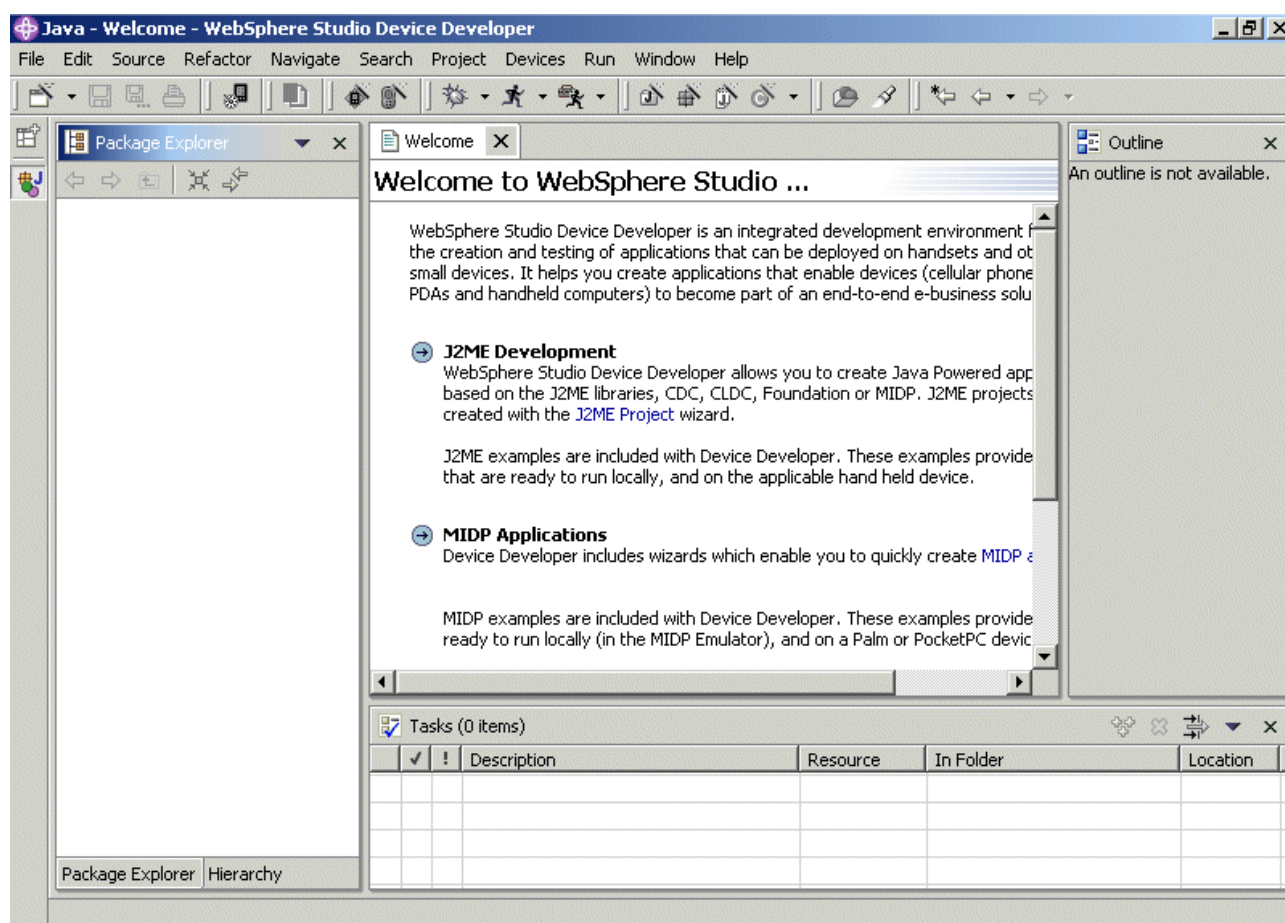 Java - Welcome - WebSphere Studio Device Developer
File Edit Source Refactor Navigate Search Project Devices Run Window Help
Package Explorer
Welcome
Outline
Welcome to WebSphere Studio ...
An outline is not available.
WebSphere Studio Device Developer is an integrated development environment
the creation and testing of applications that can be deployed on handsets and ot
small devices. It helps you create applications that enable devices (cellular phone
PDAs and handheld computers) to become part of an end-to-end e-business solu
J2ME Development
WebSphere Studio Device Developer allows you to create Java Powered app
based on the J2ME libraries, CDC, CLDC, Foundation or MIDP. J2ME projects
created with the J2ME Project wizard.
J2ME examples are included with Device Developer. These examples provide
that are ready to run locally, and on the applicable hand held device.
MIDP Applications
Device Developer includes wizards which enable you to quickly create MIDP a
MIDP examples are included with Device Developer. These examples provide
ready to run locally (in the MIDP Emulator), and on a Palm or PocketPC devic
Tasks (0 items)
! Description Resource In Folder Location
Package Explorer Hierarchy